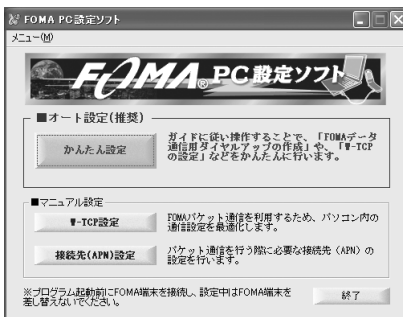 FOMA PC設定ソフト
メニュー(M)
FOMA® PC設定ソフト
■オート設定(推奨)
かんたん設定
ガイドに従い操作することで、「FOMAデータ
通信用ダイヤルアップの作成」や、「W-TCP
の設定」などをかんたんに行います。
■マニュアル設定
W-TCP設定
FOMAパケット通信を利用するため、パソコン内の
通信設定を最適化します。
接続先(APN)設定
パケット通信を行う際に必要な接続先(APN)の
設定を行います。
※プログラム起動前にFOMA端末を接続し、設定中はFOMA端末を
差し替えないでください。
終了